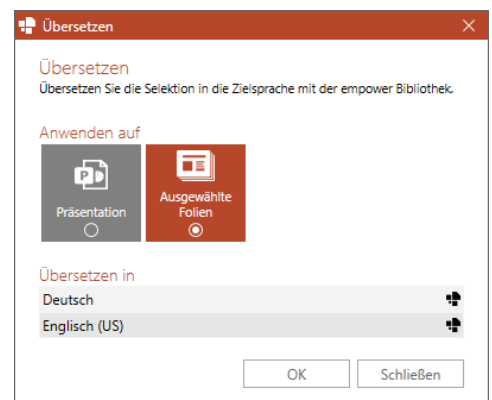 Übersetzen
Übersetzen
Übersetzen Sie die Selektion in die Zielsprache mit der empower Bibliothek.
Anwenden auf
Präsentation
Ausgewählte
Folien
Übersetzen in
Deutsch
Englisch (US)
OK Schließen